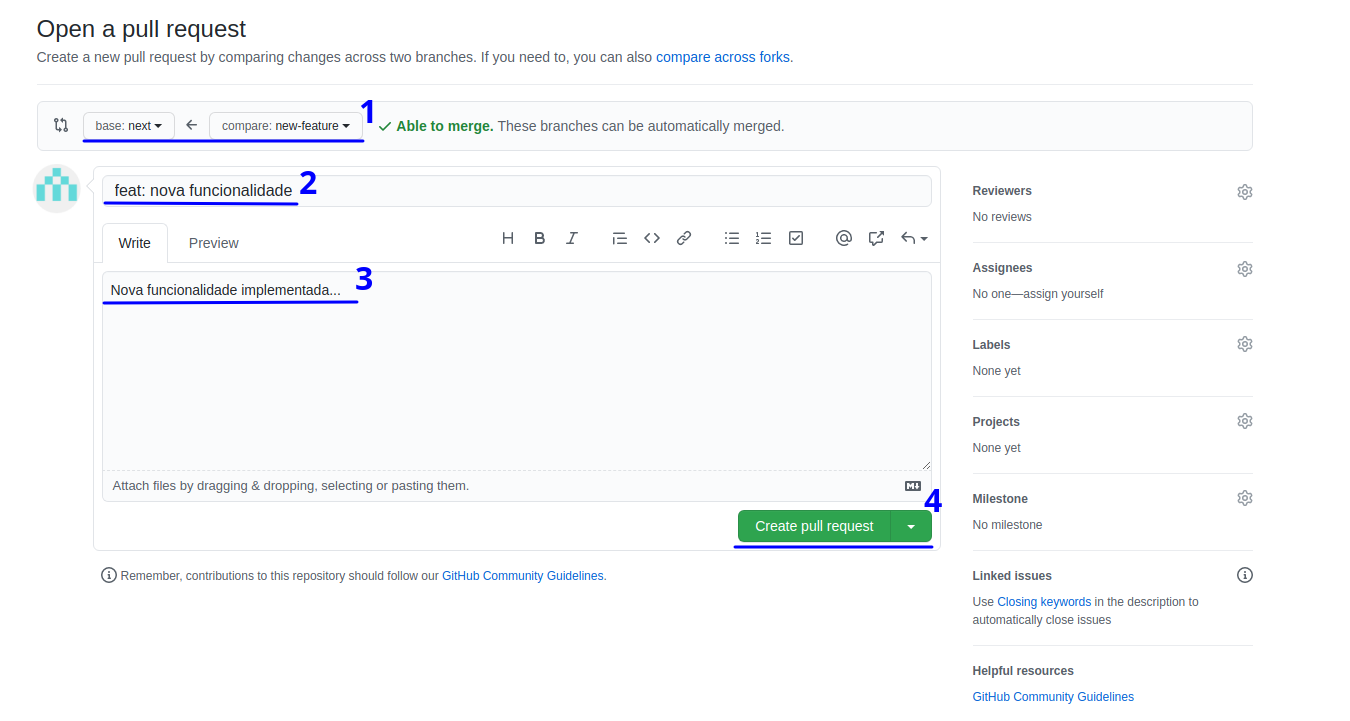 Open a pull request
Create a new pull request by comparing changes across two branches. If you need to, you can also compare across forks.
base: next compare: new-feature 1 Able to merge. These branches can be automatically merged.
feat: nova funcionalidade 2
Write Preview H B I
Nova funcionalidade implementada... 3
Attach files by dragging & dropping, selecting or pasting them.
4
Create pull request
Remember, contributions to this repository should follow our GitHub Community Guidelines.
Reviewers
No reviews
Assignees
No one—assign yourself
Labels
None yet
Projects
None yet
Milestone
No milestone
Linked issues
Use Closing keywords in the description to
automatically close issues
Helpful resources
GitHub Community Guidelines